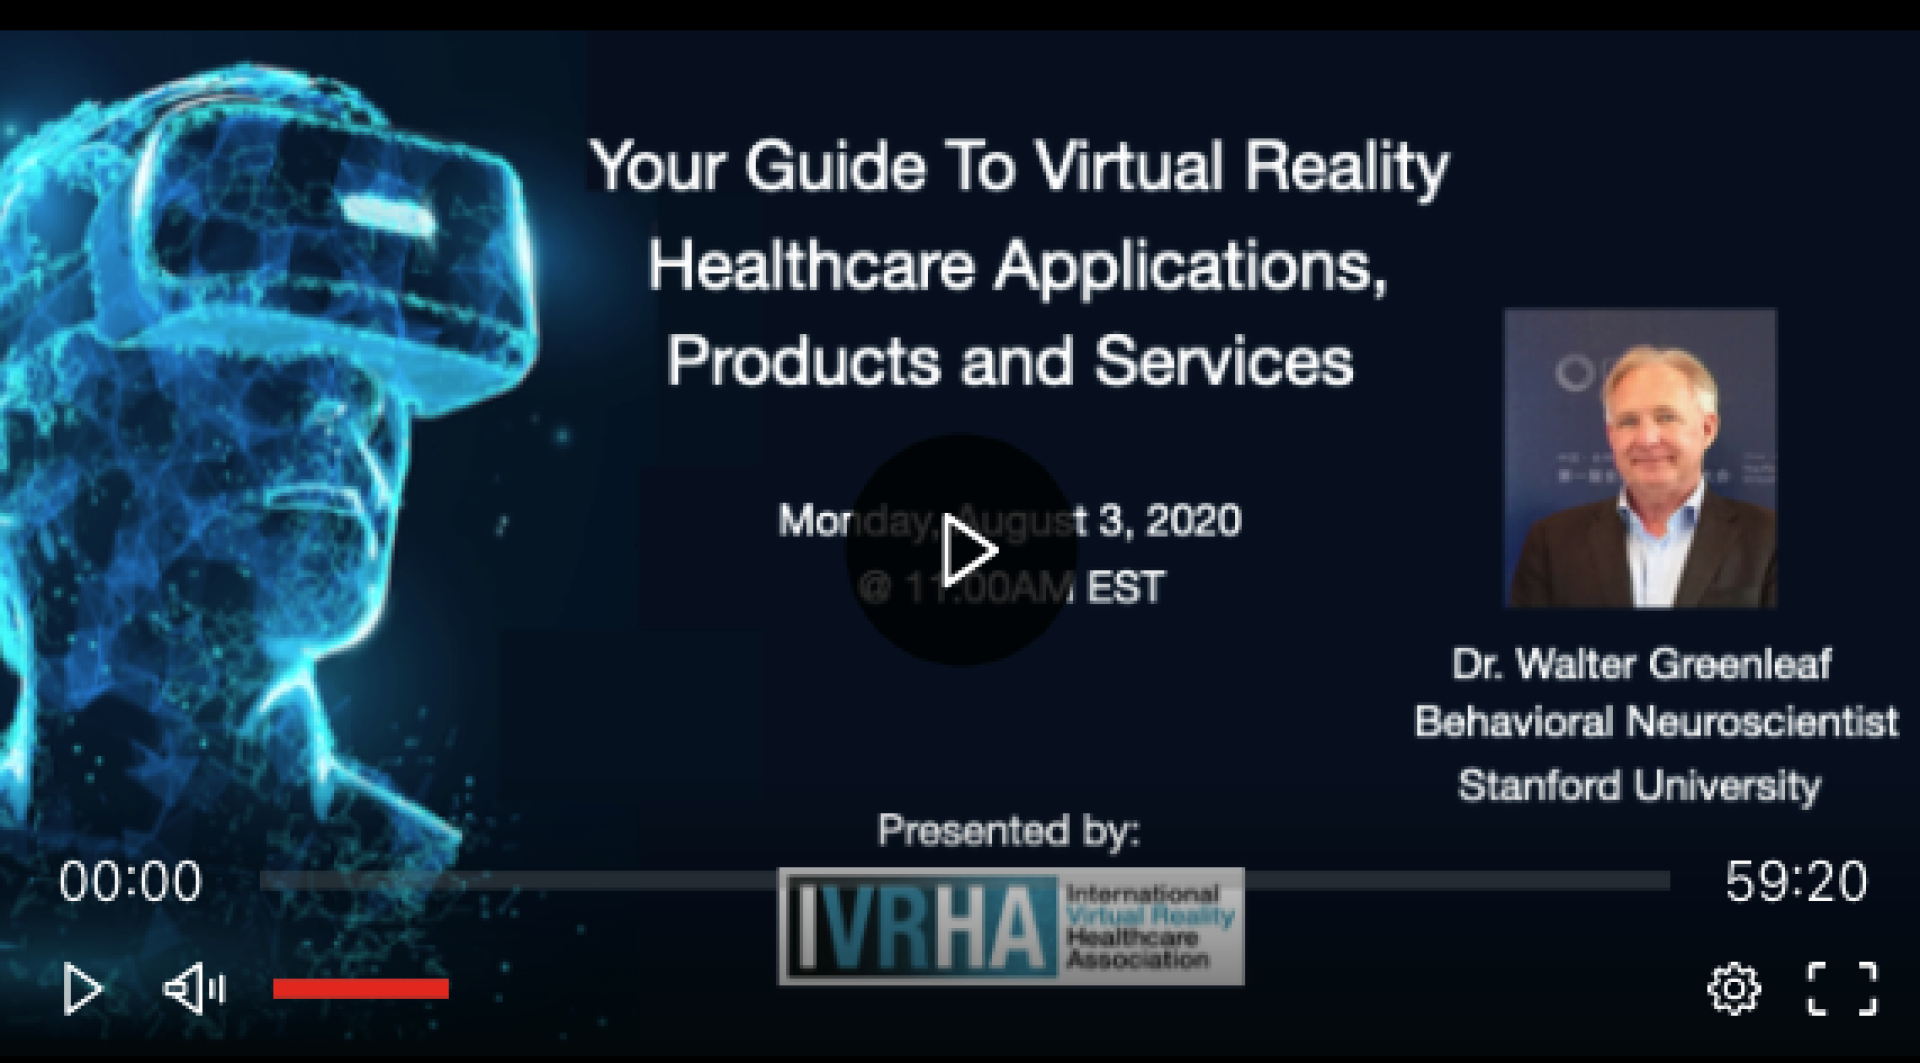 Your Guide To Virtual Reality
Healthcare Applications,
Products and Services
Monday, August 3, 2020
@ 11:00AM EST
Dr. Walter Greenleaf
Behavioral Neuroscientist
Stanford University
Presented by:
IVRHA
International
Virtual Reality
Healthcare
Association
00:00
59:20